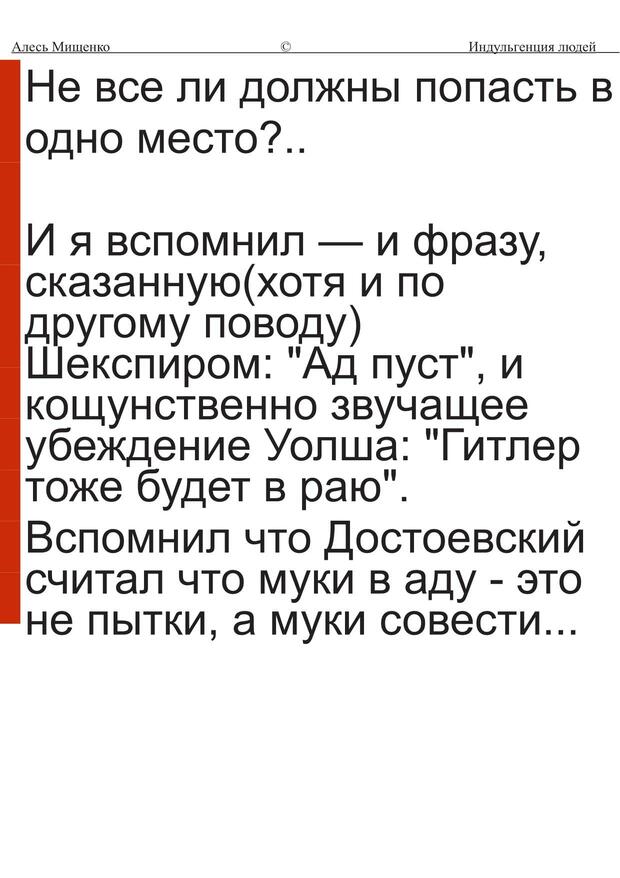 Алесь Мищенко © Индульгенция людей
Не все ли должны попасть в
одно место?..
И я вспомнил — и фразу,
сказанную(хотя и по
другому поводу)
Шекспиром: "Ад пуст", и
кощунственно звучащее
убеждение Уолша: "Гитлер
тоже будет в раю".
Вспомнил что Достоевский
считал что муки в аду - это
не пытки, а муки совести...